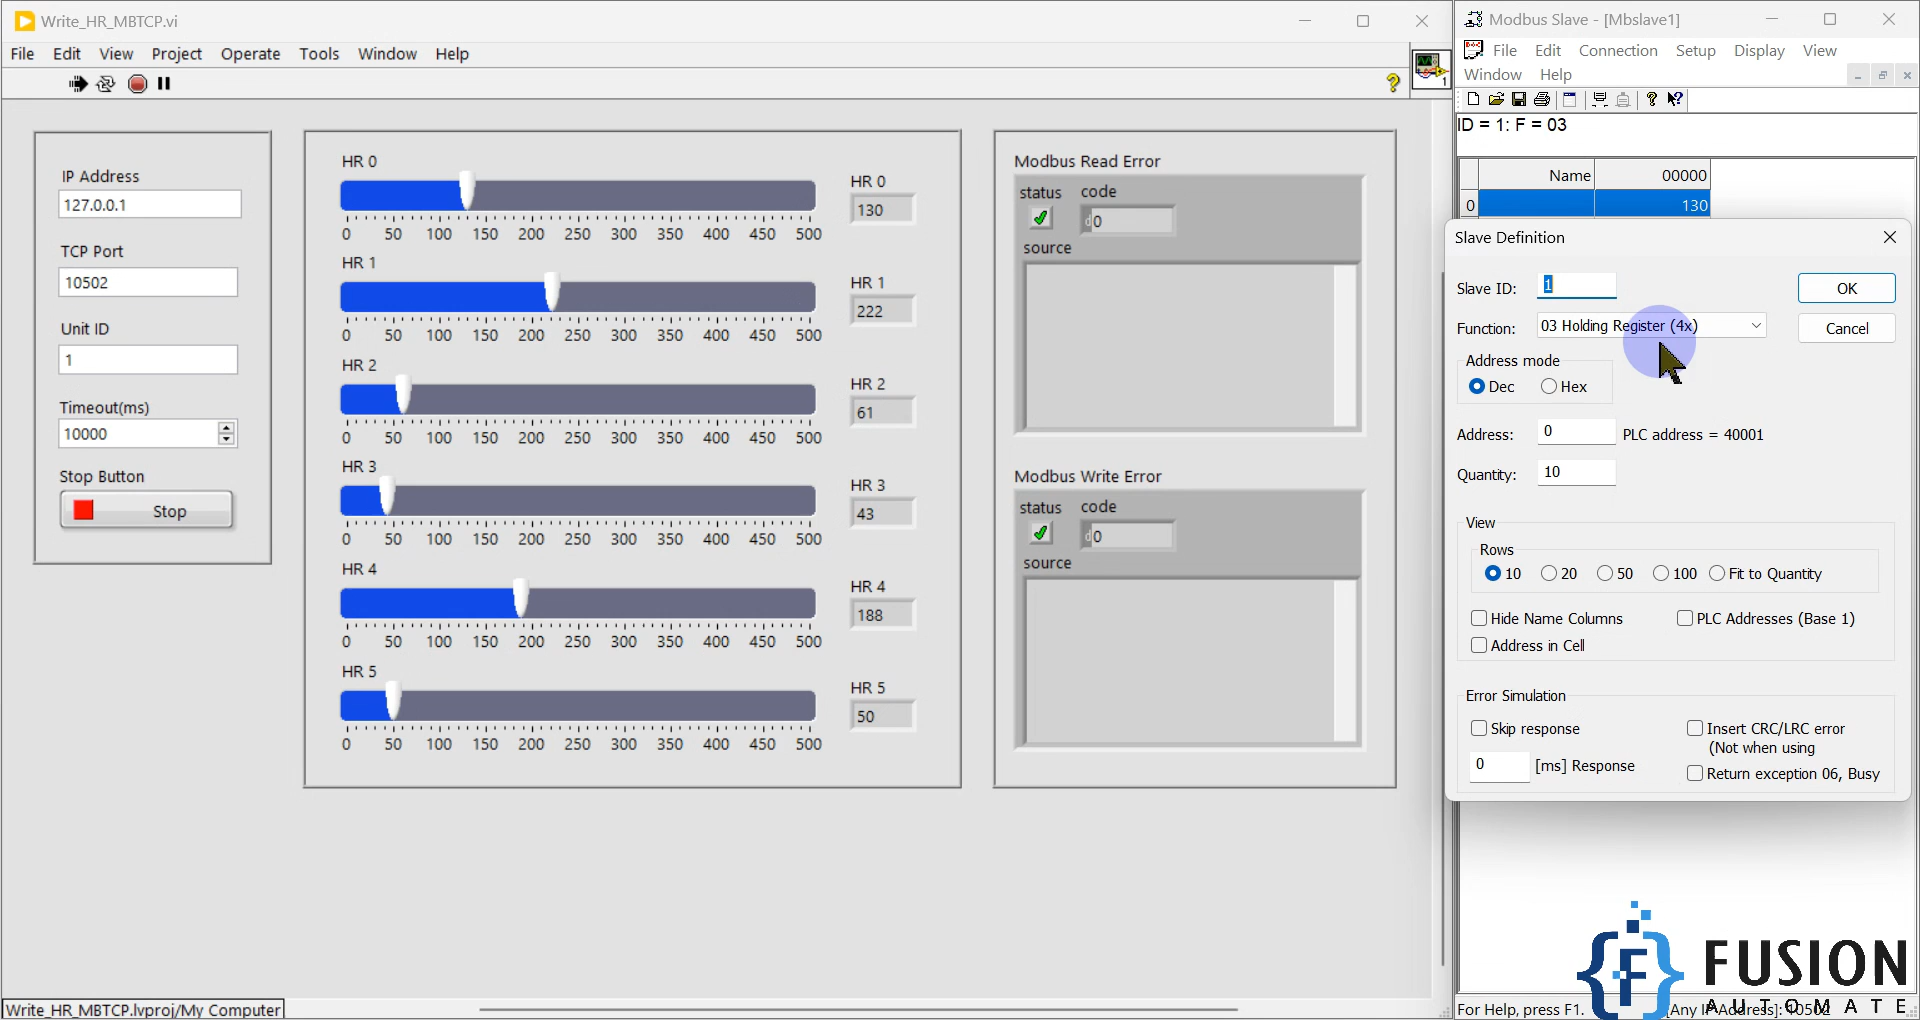 Write_HR_MBTCP.vi
File Edit View Project Operate Tools Window Help
1
IP Address
127.0.0.1
TCP Port
10502
Unit ID
1
Timeout(ms)
10000
Stop Button
Stop
HR 0
0 50 100 150 200 250 300 350 400 450 500
HR 0
130
HR 1
0 50 100 150 200 250 300 350 400 450 500
HR 1
222
HR 2
0 50 100 150 200 250 300 350 400 450 500
HR 2
61
HR 3
0 50 100 150 200 250 300 350 400 450 500
HR 3
43
HR 4
0 50 100 150 200 250 300 350 400 450 500
HR 4
188
HR 5
0 50 100 150 200 250 300 350 400 450 500
HR 5
50
Modbus Read Error
status code
d 0
source
Modbus Write Error
status code
d 0
source
Write_HR_MBTCP.lvproj/My Computer
Modbus Slave - [Mbslave1]
File Edit Connection Setup Display View
Window Help
ID = 1: F = 03
Name 00000
0 130
Slave Definition
Slave ID: 1
OK
Function: 03 Holding Register (4x)
Cancel
Address mode
Dec Hex
Address: 0 PLC address = 40001
Quantity: 10
View
Rows
10 20 50 100 Fit to Quantity
Hide Name Columns PLC Addresses (Base 1)
Address in Cell
Error Simulation
Skip response Insert CRC/LRC error
(Not when using
0 [ms] Response
Return exception 06, Busy
FUSION
AUTOMATE
For Help, press F1. [Any IP Address]: 10502